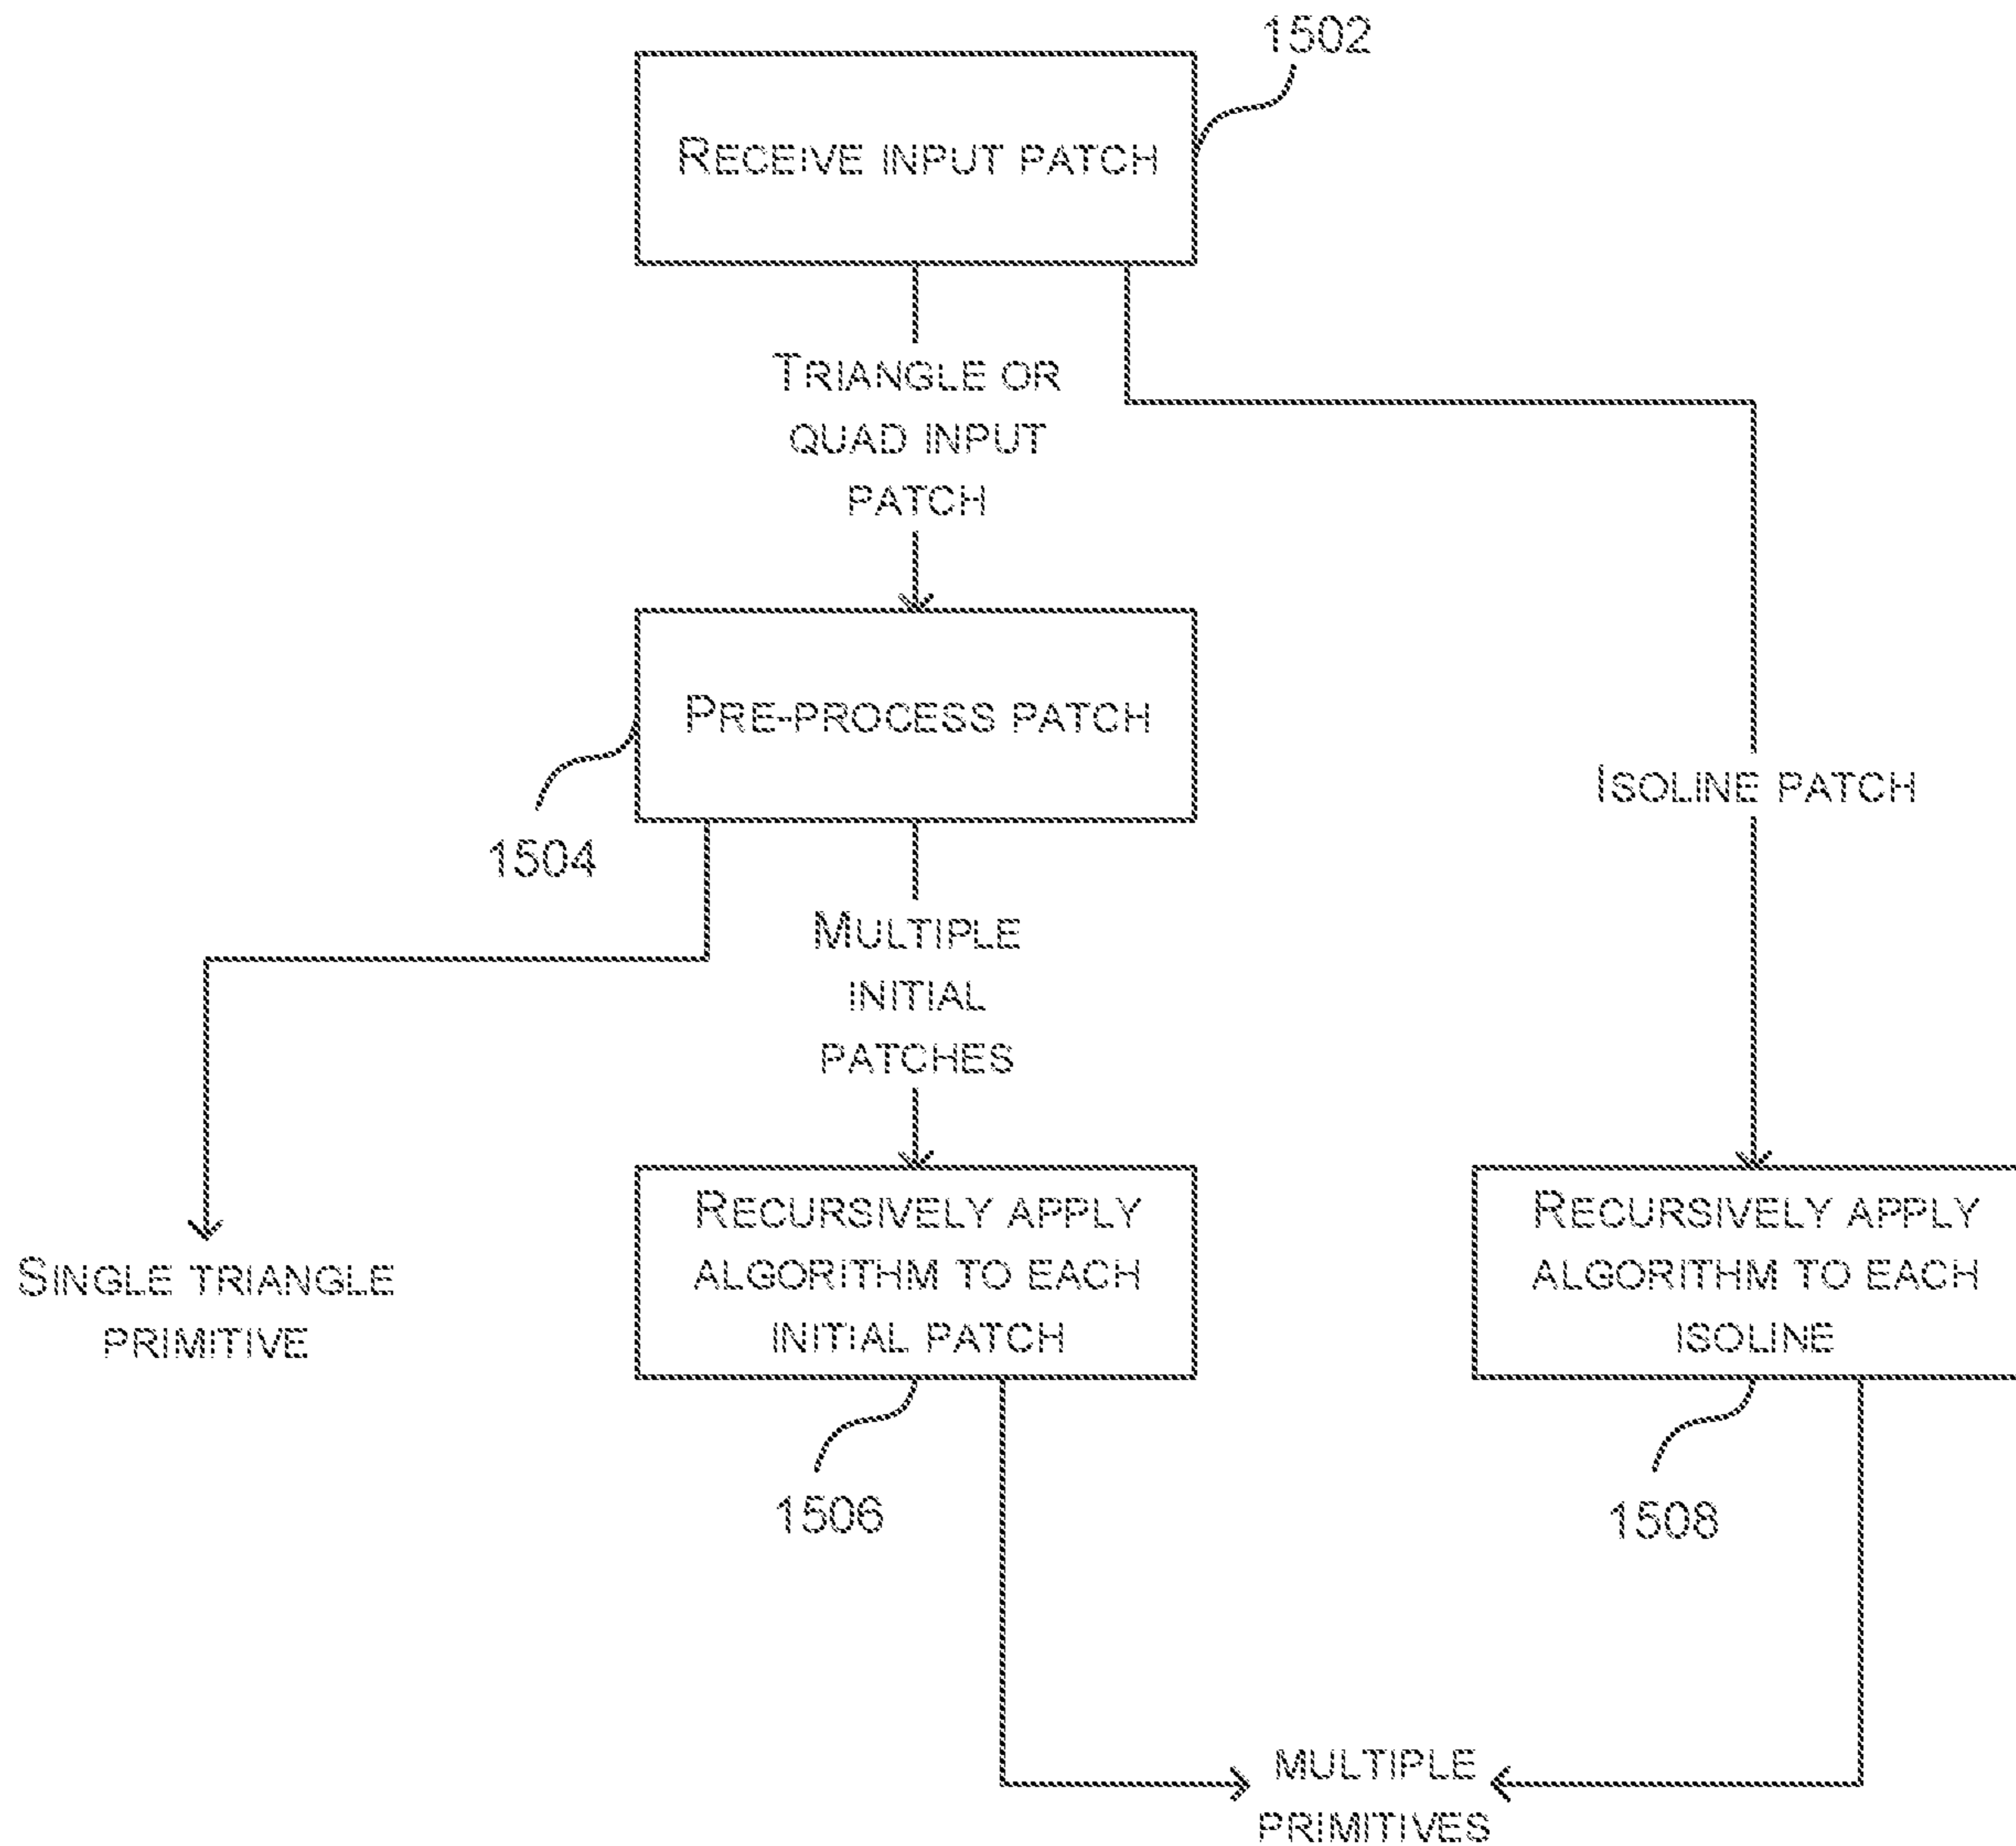 1502
RECEIVE INPUT PATCH
TRIANGLE OR
QUAD INPUT
PATCH
PRE-PROCESS PATCH
ISOLINE PATCH
1504
MULTIPLE
INITIAL
PATCHES
SINGLE TRIANGLE
PRIMITIVE
RECURSIVELY APPLY
ALGORITHM TO EACH
INITIAL PATCH
RECURSIVELY APPLY
ALGORITHM TO EACH
ISOLINE
1506
1508
MULTIPLE
PRIMITIVES